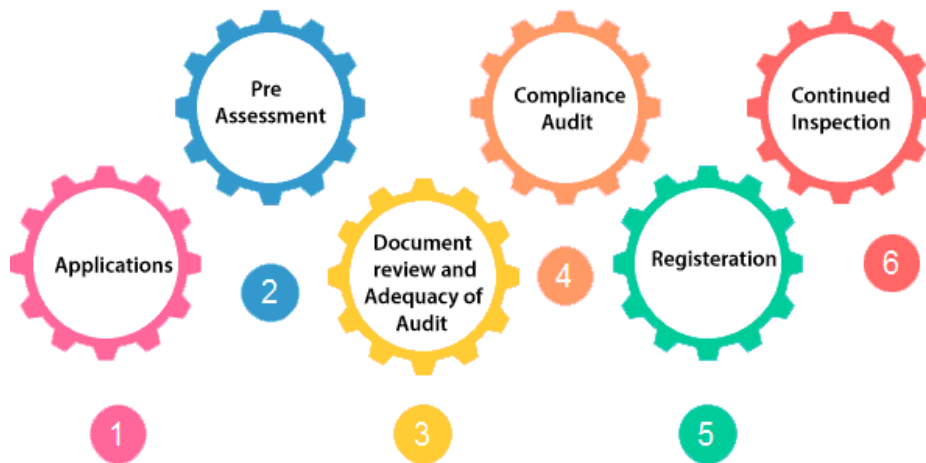 Applications
1
Pre
Assessment
2
Document
review and
Adequacy of
Audit
3
Compliance
Audit
4
Registeration
5
Continued
Inspection
6